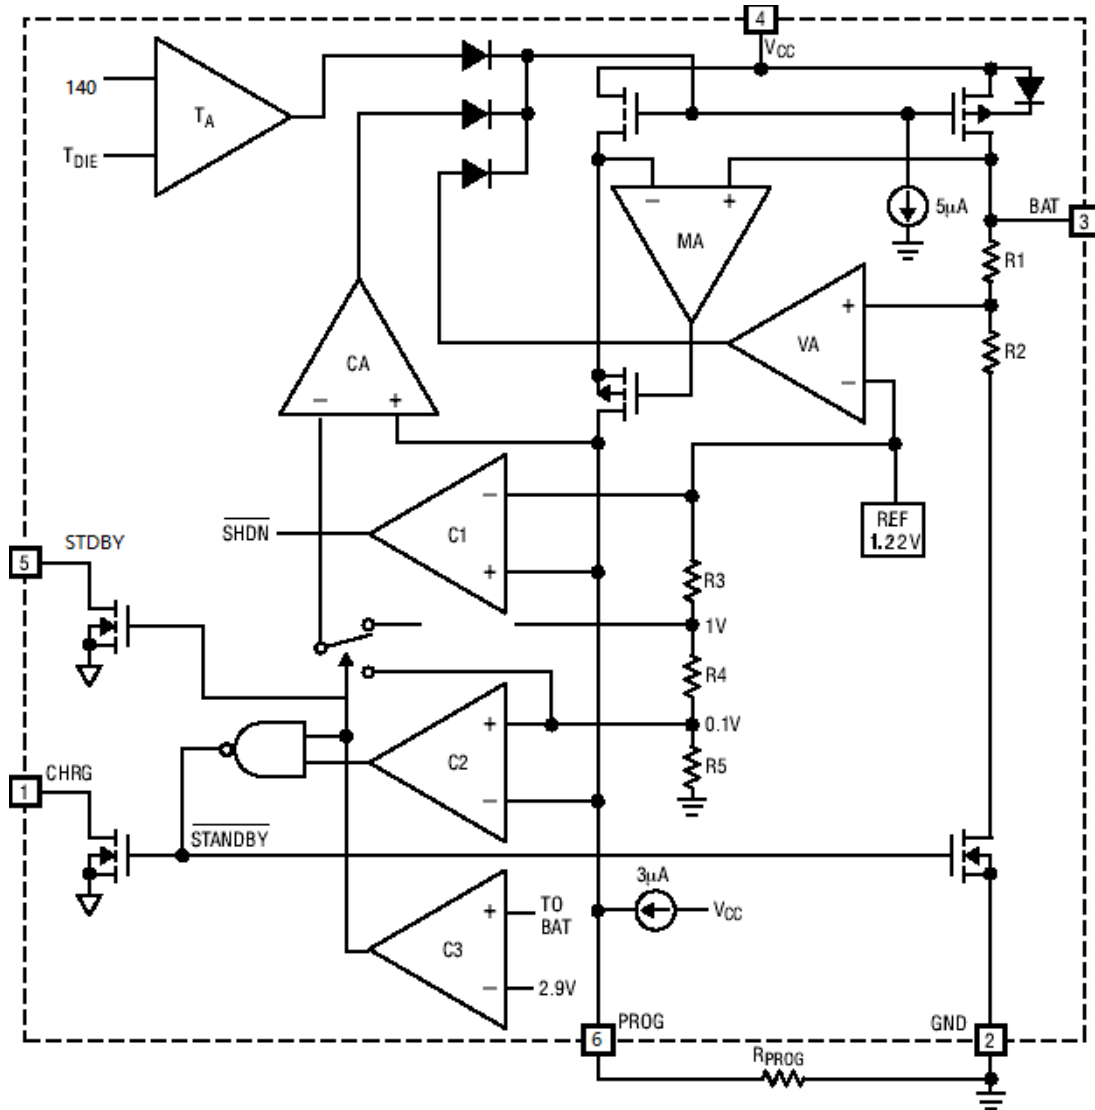 4
VCC
140
TA
TDIE
5µA
BAT
3
− +
MA
R1
+
VA
−
R2
CA
− +
REF
1.22V
−
C1
+
SHDN
STDBY
5
R3
1V
R4
+
0.1V
C2
R5
−
CHRG
1
STANDBY
3µA
VCC
+
TO
BAT
C3
−
2.9V
PROG
6
GND
2
RPROG